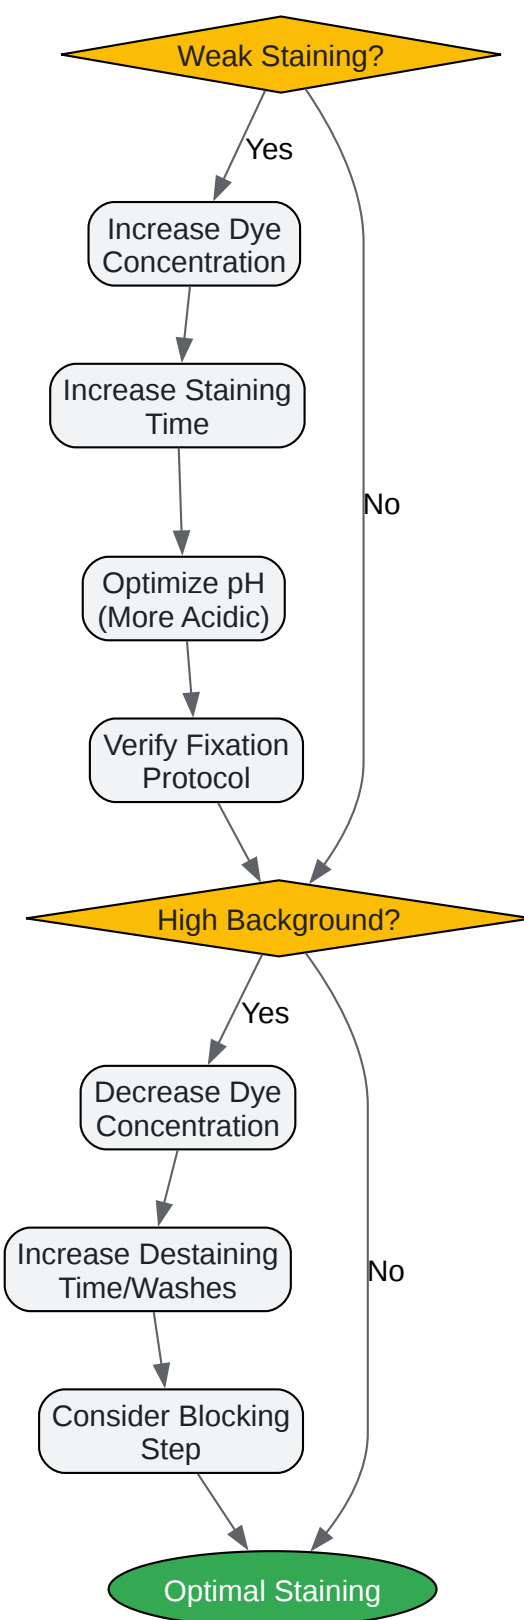 Weak Staining?
Yes
Increase Dye
Concentration
Increase Staining
Time
No
Optimize pH
(More Acidic)
Verify Fixation
Protocol
High Background?
Yes
Decrease Dye
Concentration
Increase Destaining
Time/Washes
No
Consider Blocking
Step
Optimal Staining